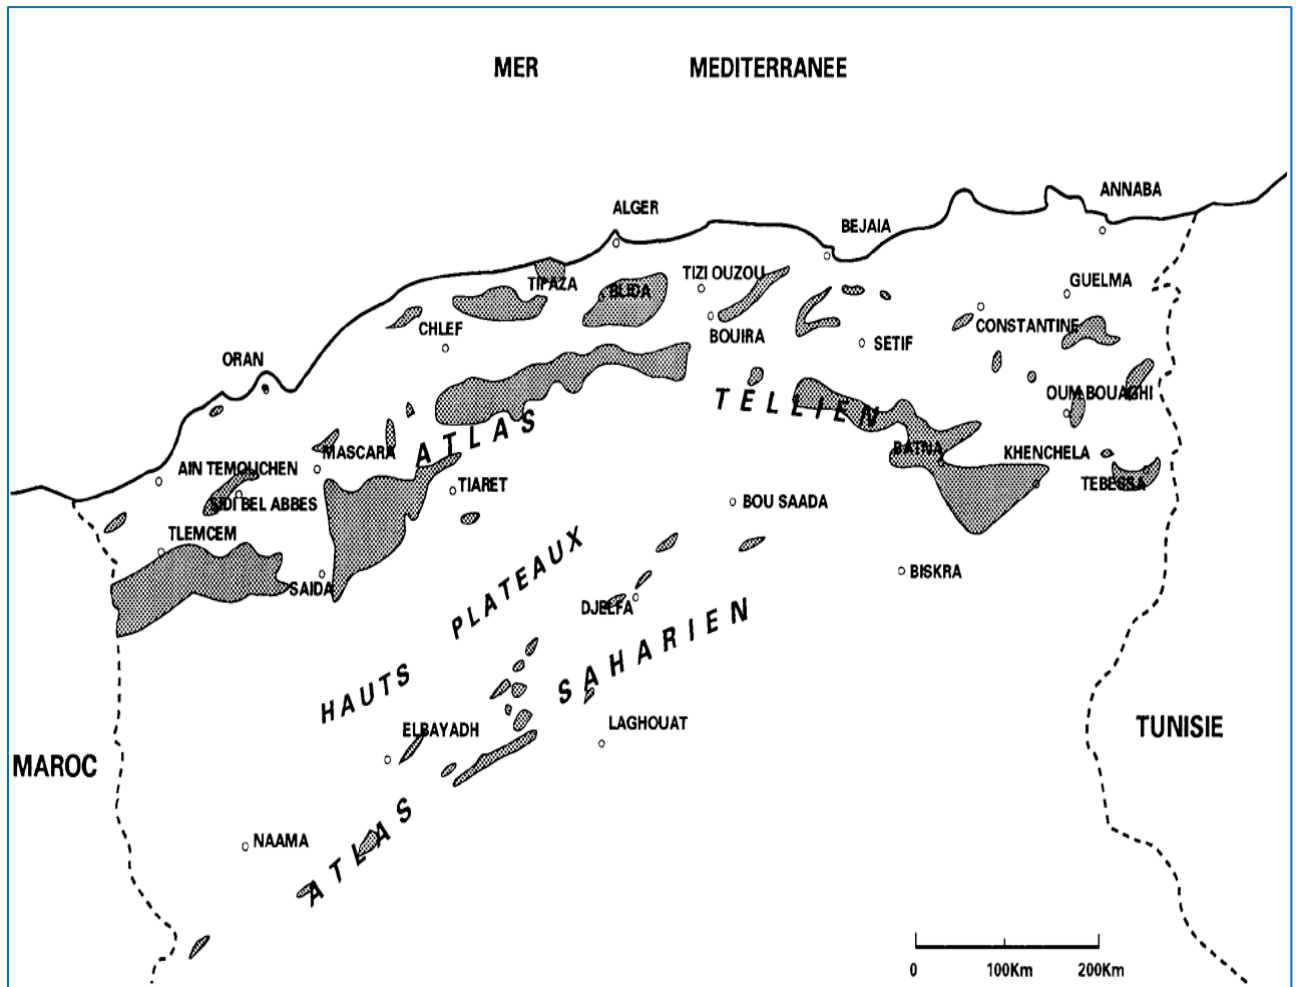 MER MEDITERRANEE
ANNABA
ALGER
BEJAIA
TIZI OUZOU
GUELMA
TIPAZA
BLIDA
CHLEF
CONSTANTINE
BOUIRA
SETIF
ORAN
OUM BOUAGHI
TELLIEN
ATLAS
MASCARA
BATNA
KHENCHELA
AIN TEMOUCHEN
TIARET
TEBESSA
SIDI BEL ABBES
BOU SAADA
TLEMCEM
BISKRA
SAIDA
DJELFA
HAUTS PLATEAUX
ATLAS SAHARIEN
LAGHOUAT
ELBAYADH
TUNISIE
MAROC
NAAMA
0 100Km 200Km